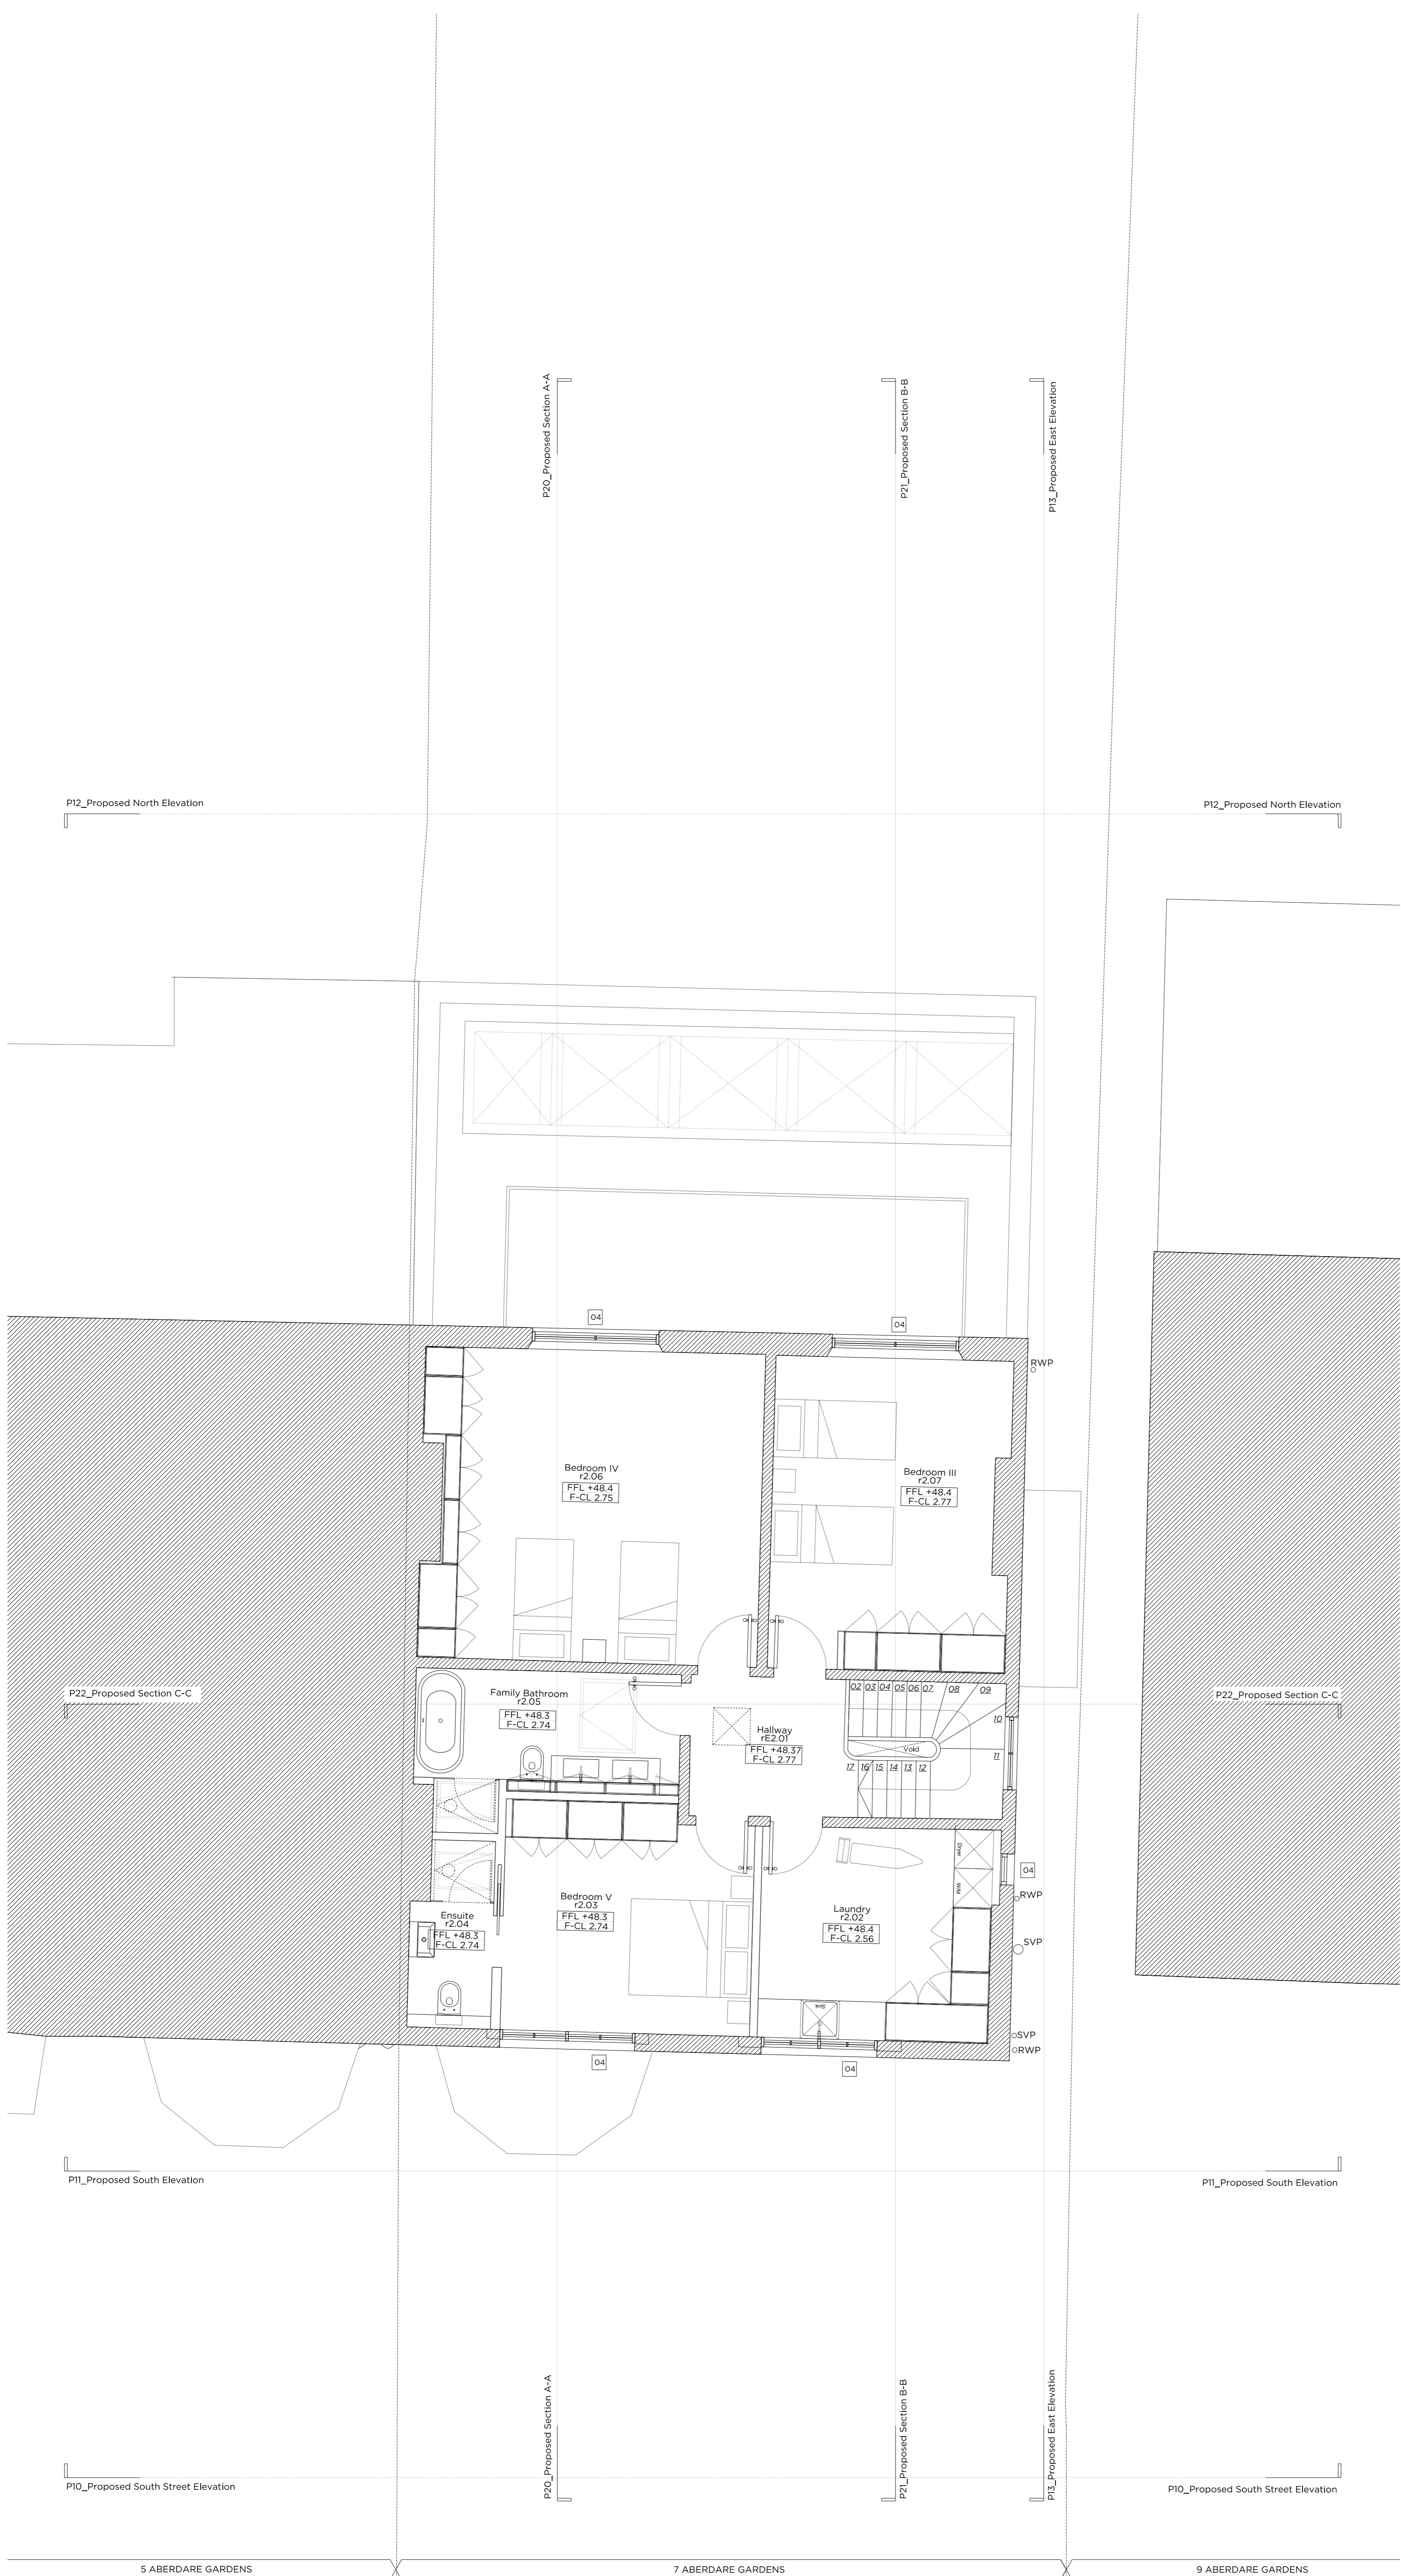 P20_Proposed Section A-A
P21_Proposed Section B-B
P13_Proposed East Elevation
P12_Proposed North Elevation
P12_Proposed North Elevation
04
04
RWP
Bedroom IV
r2.06
FFL +48.4
F-CL 2.75
Bedroom III
r2.07
FFL +48.4
F-CL 2.77
P22_Proposed Section C-C
P22_Proposed Section C-C
Family Bathroom
r2.05
FFL +48.3
F-CL 2.74
Hallway
rE2.01
FFL +48.37
F-CL 2.77
02 03 04 05 06 07 08 09
10
11
Void
17 16 15 14 13 12
Dryer
WM
04
RWP
SVP
Bedroom V
r2.03
FFL +48.3
F-CL 2.74
Ensuite
r2.04
FFL +48.3
F-CL 2.74
Laundry
r2.02
FFL +48.4
F-CL 2.56
Sink
SVP
RWP
04
04
P11_Proposed South Elevation
P11_Proposed South Elevation
P20_Proposed Section A-A
P21_Proposed Section B-B
P13_Proposed East Elevation
P10_Proposed South Street Elevation
P10_Proposed South Street Elevation
5 ABERDARE GARDENS
7 ABERDARE GARDENS
9 ABERDARE GARDENS